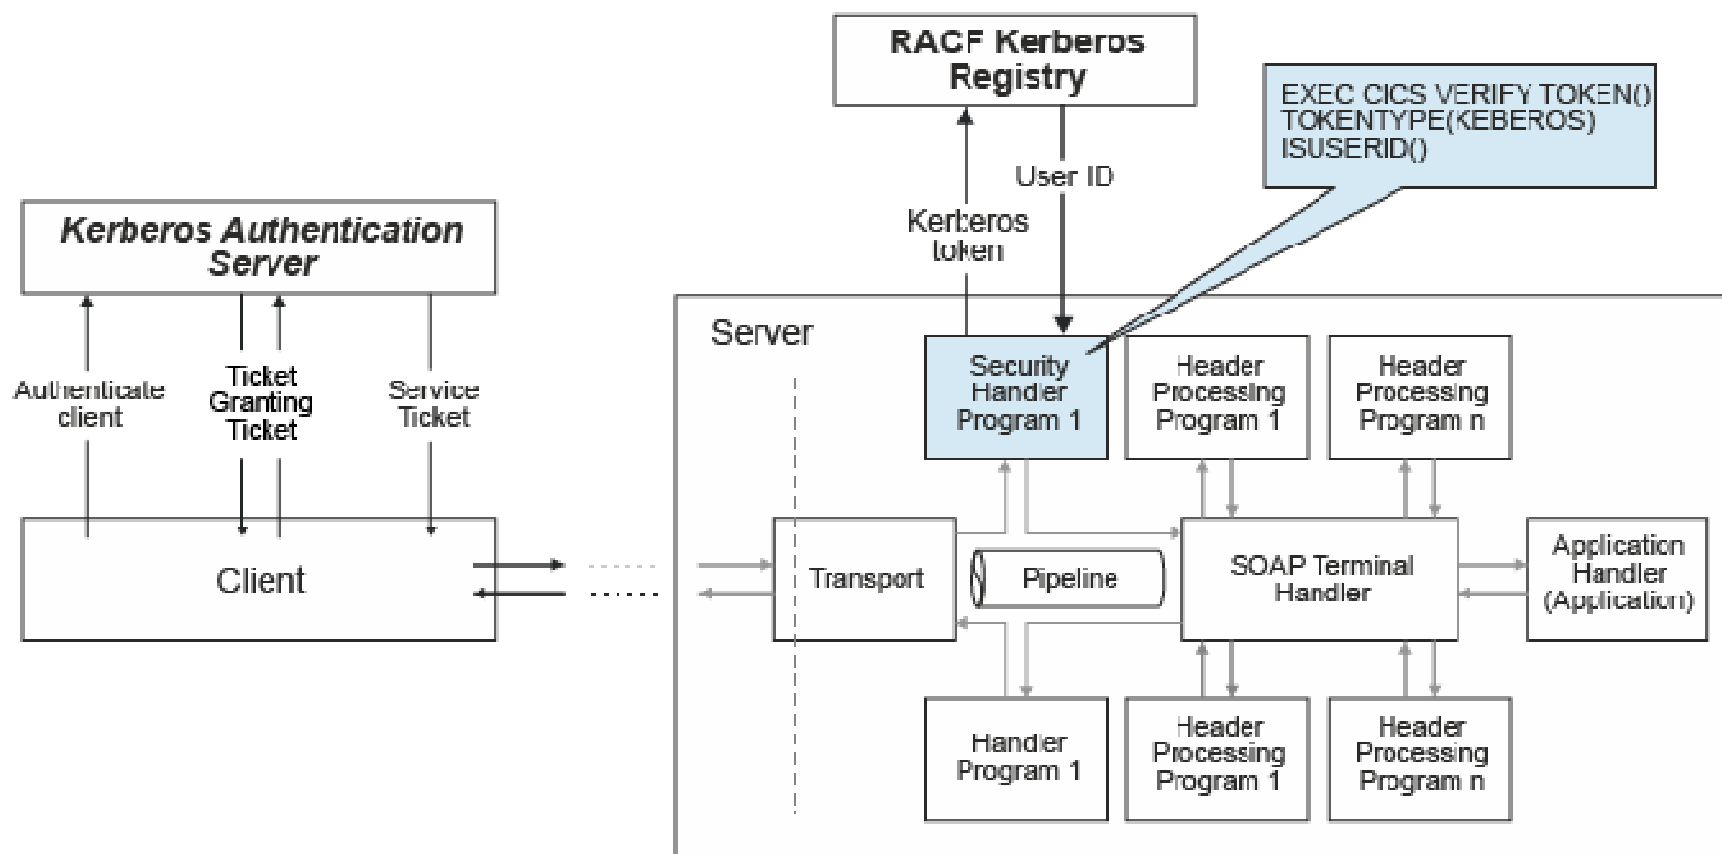 RACF Kerberos
Registry
EXEC CICS VERIFY TOKEN()
TOKENTYPE(KEBEROS)
ISUSERID()
User ID
Kerberos
token
Kerberos Authentication
Server
Server
Authenticate
client
Ticket
Granting
Ticket
Service
Ticket
Security
Handler
Program 1
Header
Processing
Program 1
Header
Processing
Program n
Client
Transport
Pipeline
SOAP Terminal
Handler
Application
Handler
(Application)
Handler
Program 1
Header
Processing
Program 1
Header
Processing
Program n